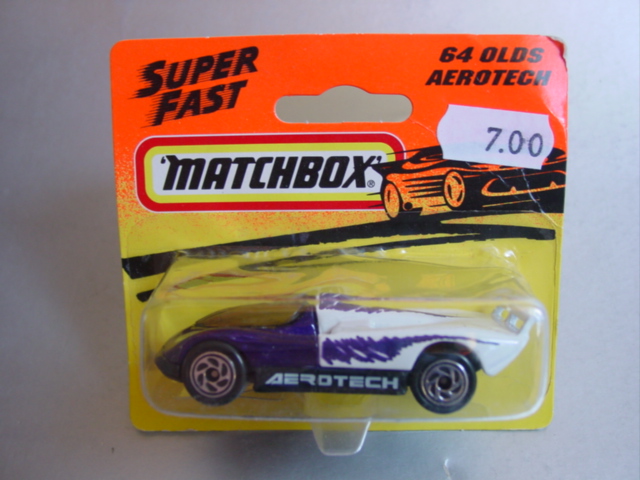 SUPER
FAST
64 OLDS
AEROTECH
7.00
'MATCHBOX'®
AEROTECH